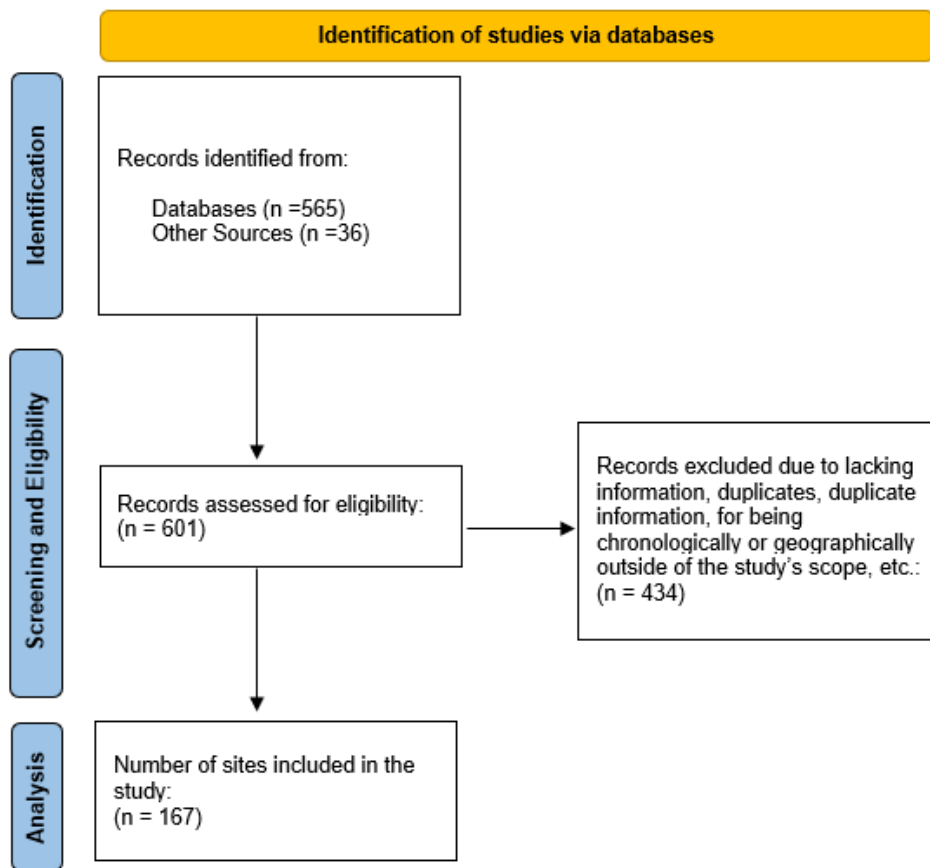 Identification of studies via databases
Identification
Records identified from:
Databases (n =565)
Other Sources (n =36)
Screening and Eligibility
Records assessed for eligibility:
(n = 601)
Records excluded due to lacking
information, duplicates, duplicate
information, for being
chronologically or geographically
outside of the study's scope, etc.:
(n = 434)
Analysis
Number of sites included in the
study:
(n = 167)